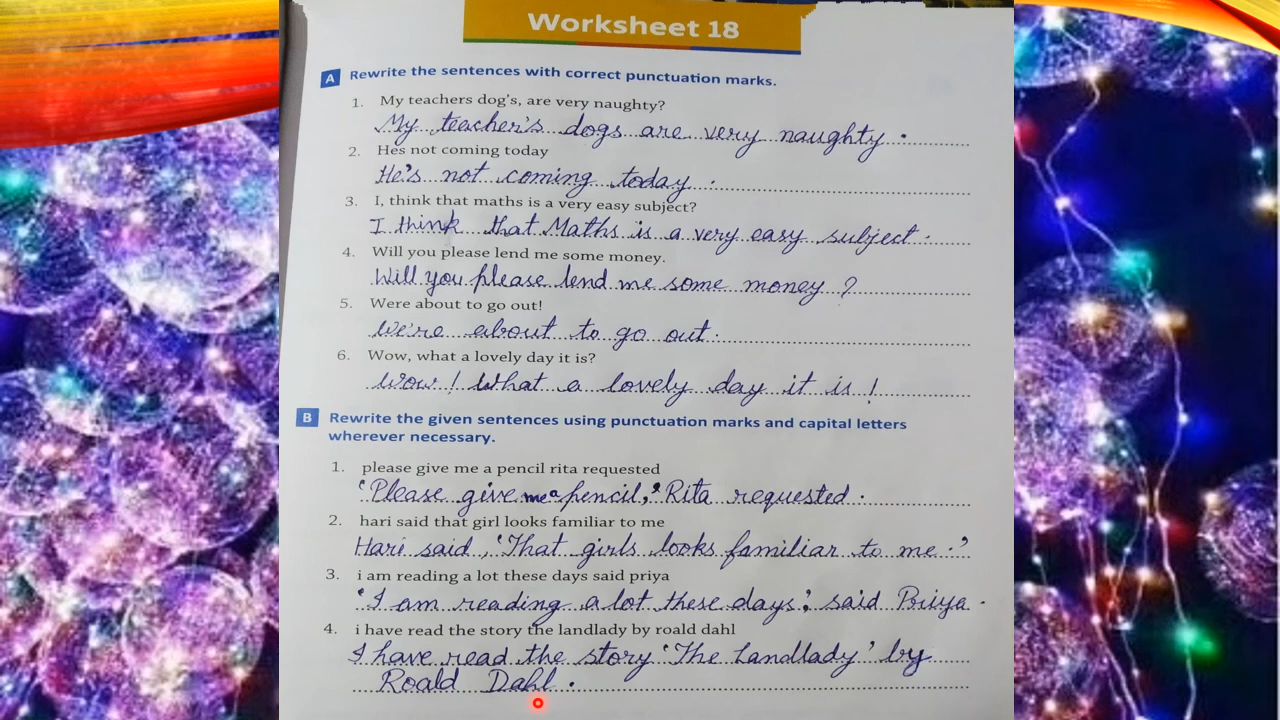 Worksheet 18
A Rewrite the sentences with correct punctuation marks.
1. My teachers dog's, are very naughty?
My teacher's dogs are very naughty.
2. Hes not coming today
He's not coming today.
3. I, think that maths is a very easy subject?
I think that Maths is a very easy subject.
4. Will you please lend me some money.
Will you please lend me some money?
5. Were about to go out!
We're about to go out.
6. Wow, what a lovely day it is?
Wow! What a lovely day it is!
B Rewrite the given sentences using punctuation marks and capital letters
wherever necessary.
1. please give me a pencil rita requested
'Please give me a pencil,' Rita requested.
2. hari said that girl looks familiar to me
Hari said, 'That girls looks familiar to me.'
3. i am reading a lot these days said priya
'I am reading a lot these days,' said Priya.
4. i have read the story the landlady by roald dahl
I have read the story 'The Landlady' by
Roald Dahl.